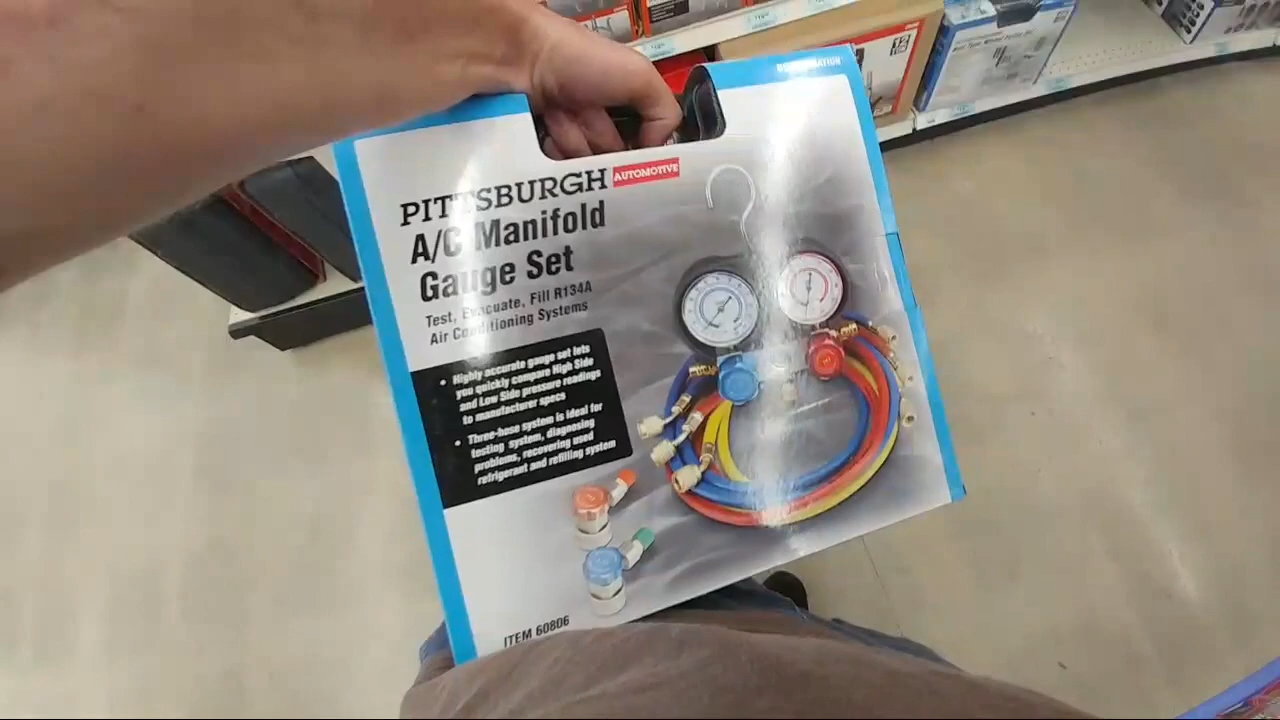 PITTSBURGH AUTOMOTIVE
A/C Manifold
Gauge Set
Test, Evacuate, Fill R134A
Air Conditioning Systems
• Highly accurate gauge set lets
you quickly compare High Side
and Low Side pressure readings
to manufacturer specs
• Three-hose system is ideal for
testing system, diagnosing
problems, recovering used
refrigerant and refilling system
ITEM 60806
12